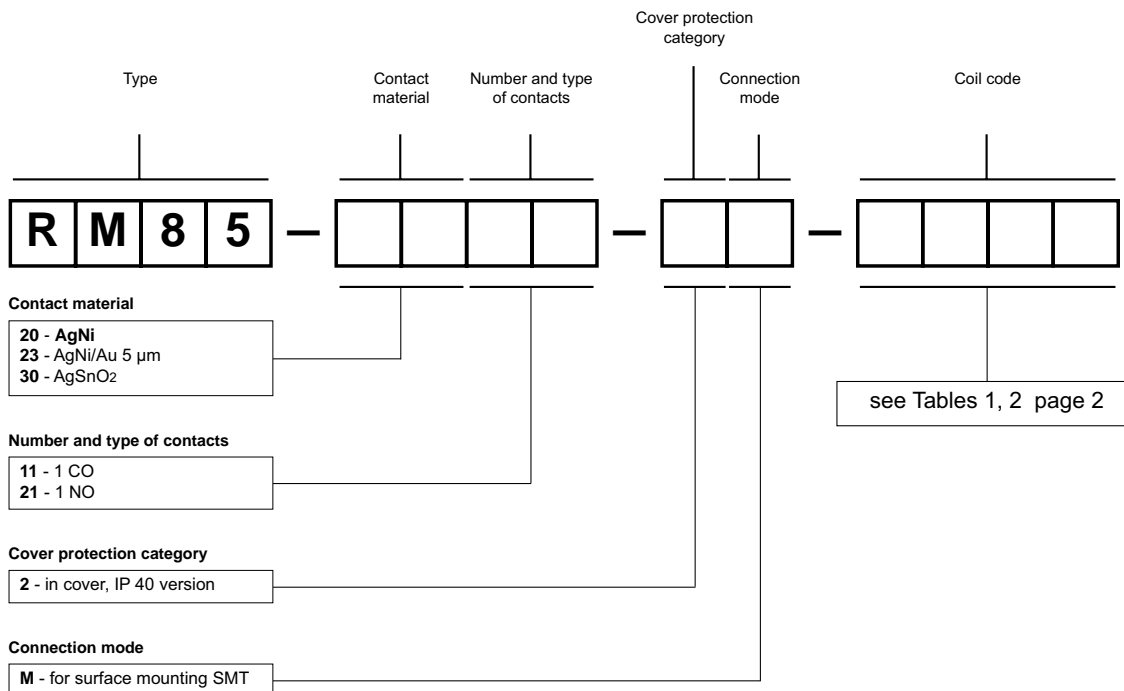 Cover protection
category
Type
Contact
material
Number and type
of contacts
Connection
mode
Coil code
R M 8 5 – – –
Contact material
20 - AgNi
23 - AgNi/Au 5 µm
30 - AgSnO2
see Tables 1, 2 page 2
Number and type of contacts
11 - 1 CO
21 - 1 NO
Cover protection category
2 - in cover, IP 40 version
Connection mode
M - for surface mounting SMT